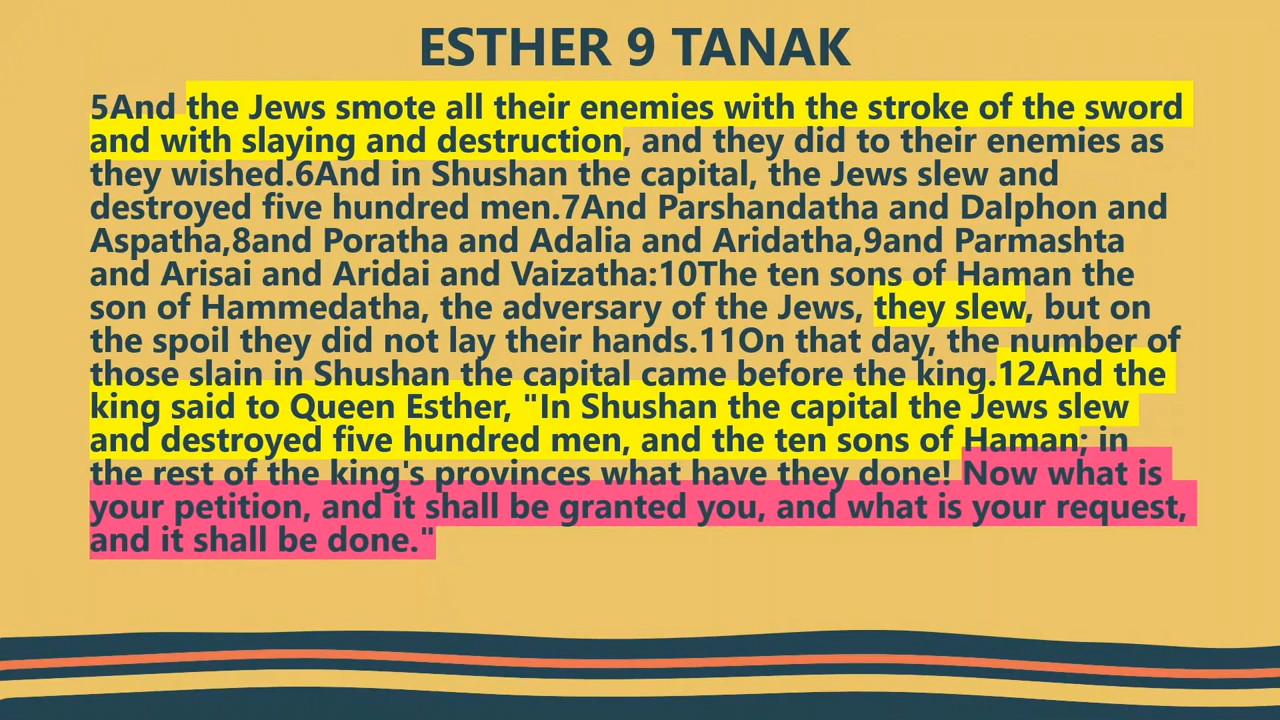 ESTHER 9 TANAK
5And the Jews smote all their enemies with the stroke of the sword
and with slaying and destruction, and they did to their enemies as
they wished.6And in Shushan the capital, the Jews slew and
destroyed five hundred men.7And Parshandatha and Dalphon and
Aspatha,8and Poratha and Adalia and Aridatha,9and Parmashta
and Arisai and Aridai and Vaizatha:10The ten sons of Haman the
son of Hammedatha, the adversary of the Jews, they slew, but on
the spoil they did not lay their hands.11On that day, the number of
those slain in Shushan the capital came before the king.12And the
king said to Queen Esther, "In Shushan the capital the Jews slew
and destroyed five hundred men, and the ten sons of Haman; in
the rest of the king's provinces what have they done! Now what is
your petition, and it shall be granted you, and what is your request,
and it shall be done."